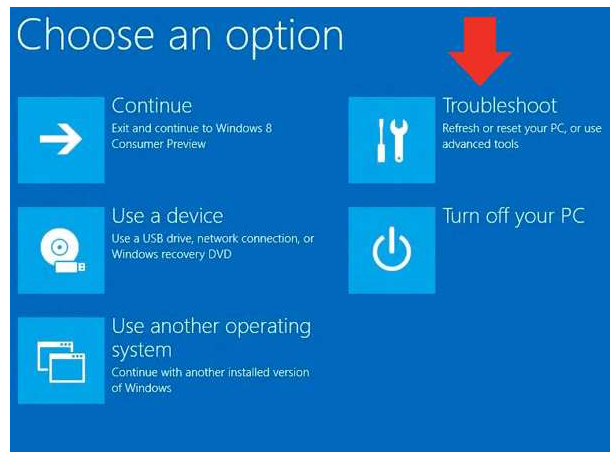 Choose an option
Continue
Exit and continue to Windows 8
Consumer Preview
Troubleshoot
Refresh or reset your PC, or use
advanced tools
Use a device
Use a USB drive, network connection, or
Windows recovery DVD
Turn off your PC
Use another operating
system
Continue with another installed version
of Windows